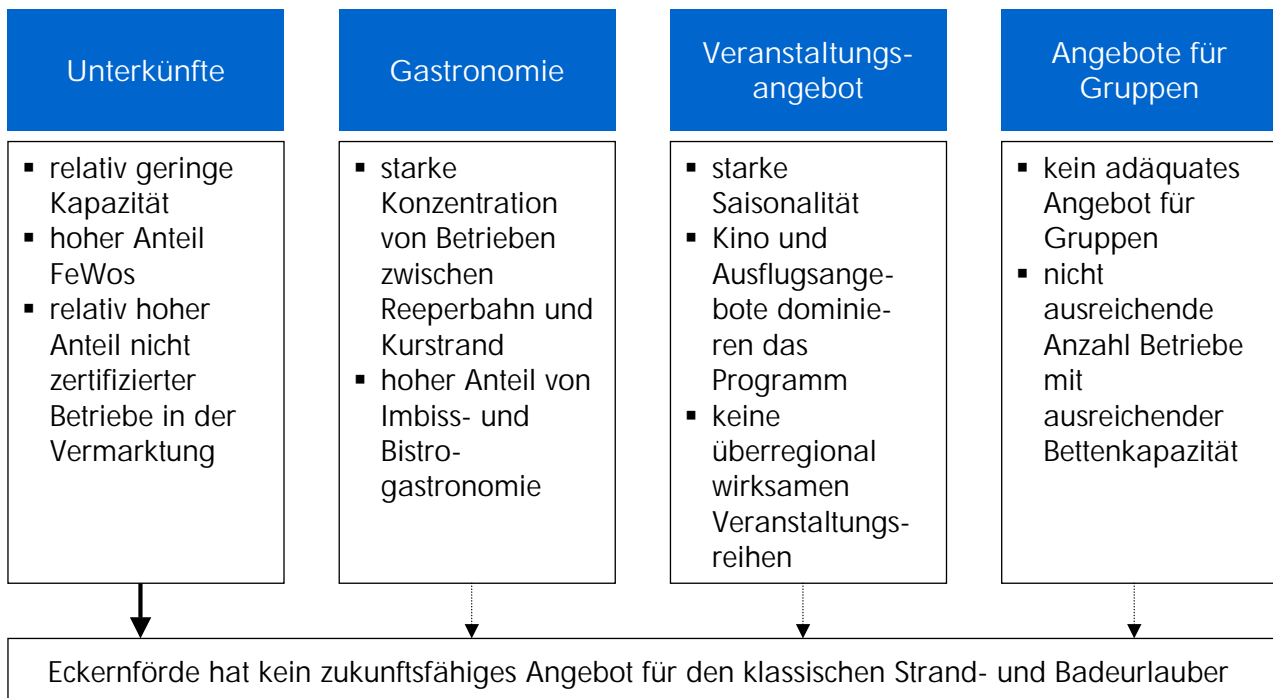 Unterkünfte
relativ geringe
Kapazität
hoher Anteil
FeWos
relativ hoher
Anteil nicht
zertifizierter
Betriebe in der
Vermarktung
Gastronomie
starke
Konzentration
von Betrieben
zwischen
Reeperbahn und
Kurstrand
hoher Anteil von
Imbiss- und
Bistro-
gastronomie
Veranstaltungs-
angebot
starke
Saisonalität
Kino und
Ausflugsange-
bote dominie-
ren das
Programm
keine
überregional
wirksamen
Veranstaltungs-
reihen
Angebote für
Gruppen
kein adäquates
Angebot für
Gruppen
nicht
ausreichende
Anzahl Betriebe
mit
ausreichender
Bettenkapazität
Eckernförde hat kein zukunftsfähiges Angebot für den klassischen Strand- und Badeurlauber